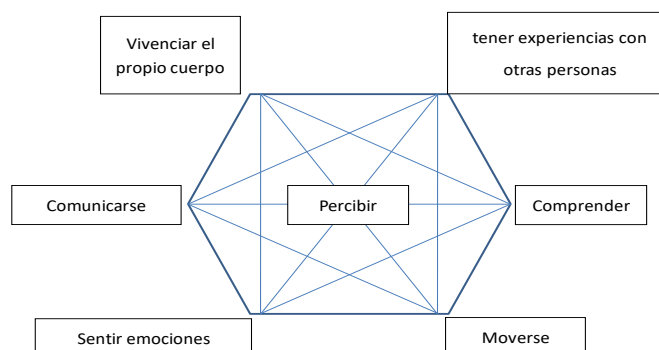 Vivenciar el
propio cuerpo
tener experiencias con
otras personas
Comunicarse
Percibir
Comprender
Sentir emociones
Moverse